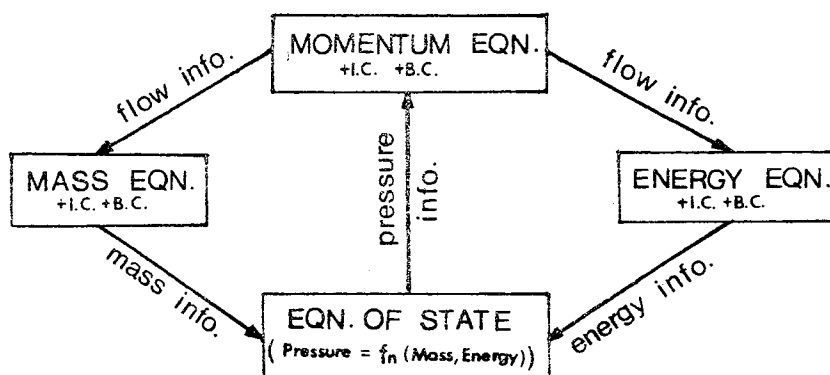 MOMENTUM EQN.
+I.C. +B.C.
flow info.
flow info.
MASS EQN.
+I.C. +B.C.
pressure
info.
ENERGY EQN.
+I.C. +B.C.
mass info.
energy info.
EQN. OF STATE
( Pressure = fn (Mass, Energy))